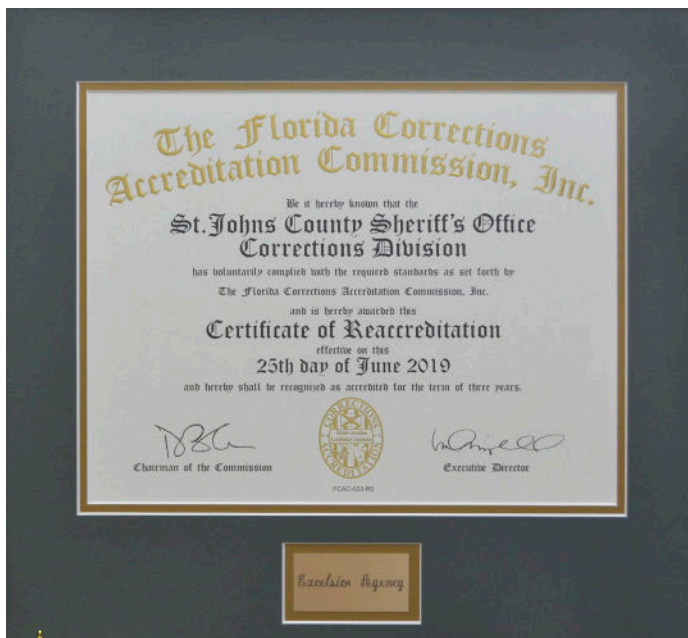 The Florida Corrections
Accreditation Commission, Inc.
Be it hereby known that the
St. Johns County Sheriff's Office
Corrections Division
has voluntarily complied with the required standards as set forth by
The Florida Corrections Accreditation Commission, Inc.
and is hereby awarded this
Certificate of Reaccreditation
effective on this
25th day of June 2019
and hereby shall be recognized as accredited for the term of three years.
CORRECTIONS
ACCREDITATION
Chairman of the Commission
Executive Director
Excelsior Agency